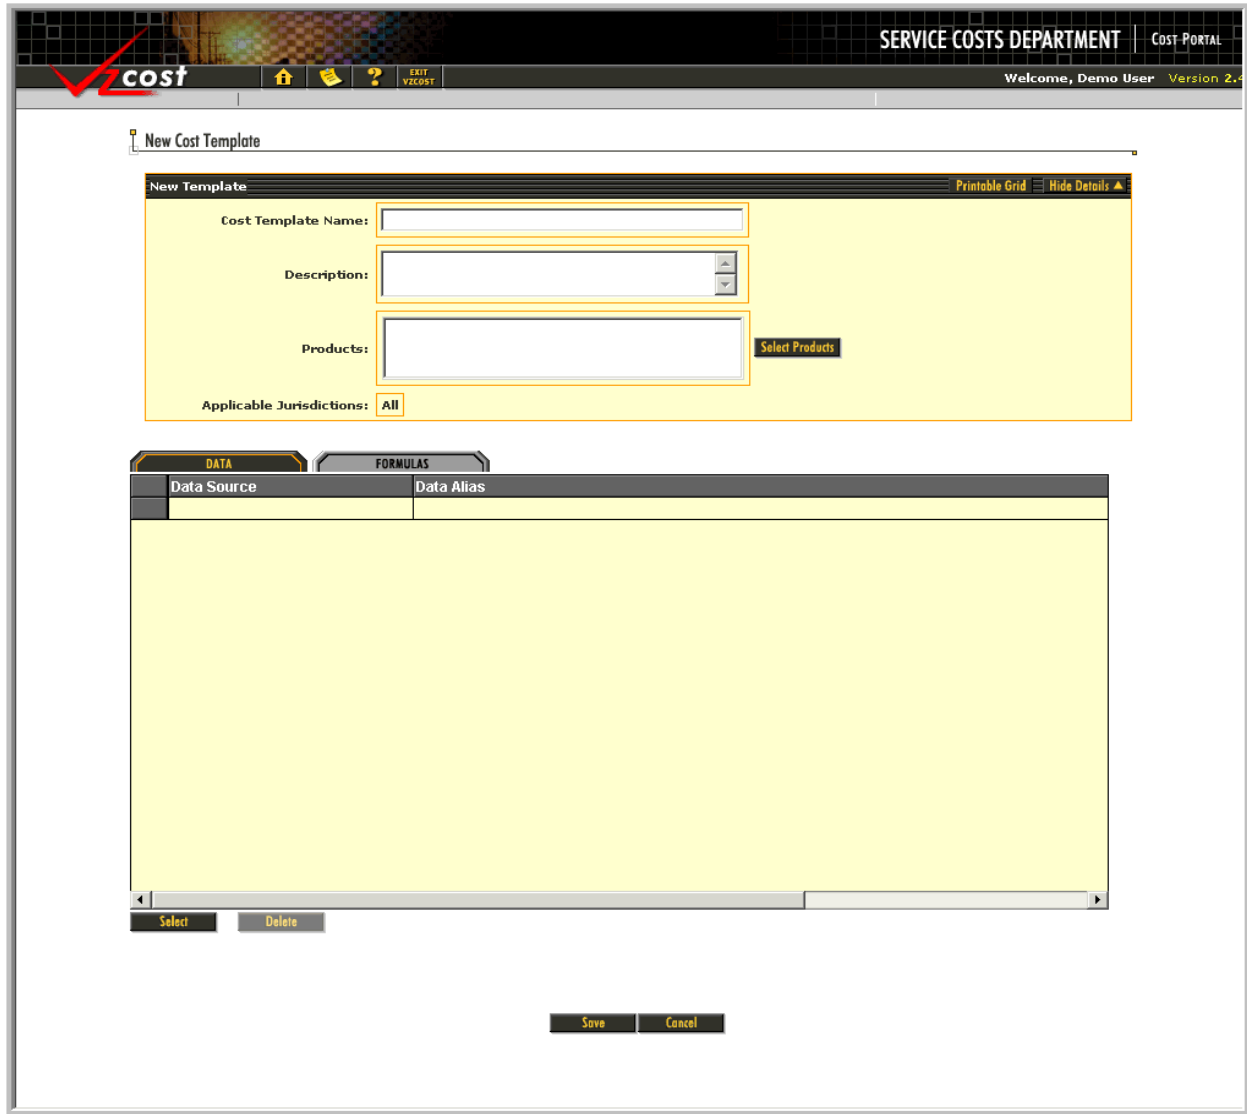 SERVICE COSTS DEPARTMENT COST PORTAL
vzcost ? EXIT VZCOST Welcome, Demo User Version 2.4
New Cost Template
New Template Printable Grid Hide Details
Cost Template Name:
Description:
Products: Select Products
Applicable Jurisdictions: All
DATA FORMULAS
Data Source Data Alias
Select Delete
Save Cancel